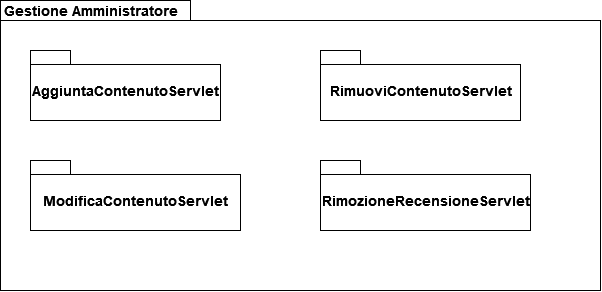 Gestione Amministratore
AggiuntaContenutoServlet
RimuoviContenutoServlet
ModificaContenutoServlet
RimozioneRecensioneServlet